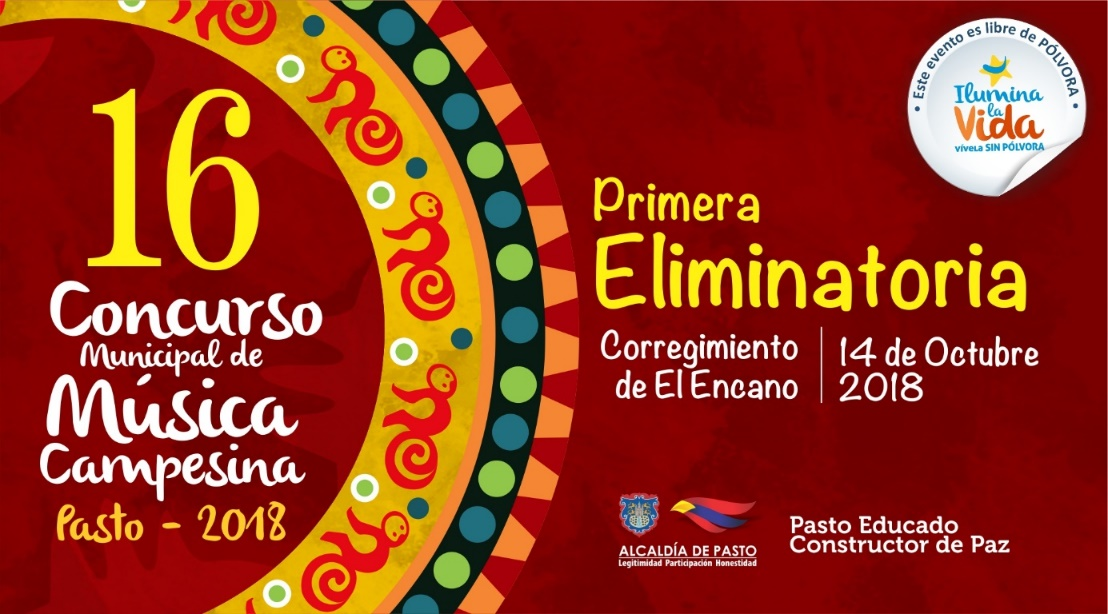 16
Concurso
Municipal de
Música
Campesina
Pasto - 2018
• Este evento es libre de PÓLVORA •
Ilumina
la
Vida
vívela SIN PÓLVORA
Primera
Eliminatoria
Corregimiento
de El Encano
14 de Octubre
2018
ALCALDÍA DE PASTO
Legitimidad Participación Honestidad
Pasto Educado
Constructor de Paz